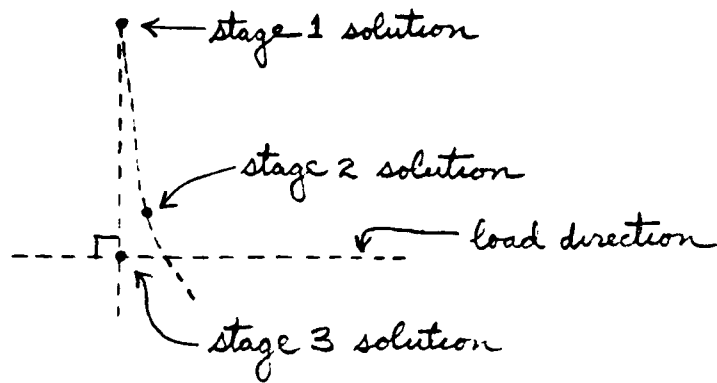 stage 1 solution
stage 2 solution
load direction
stage 3 solution